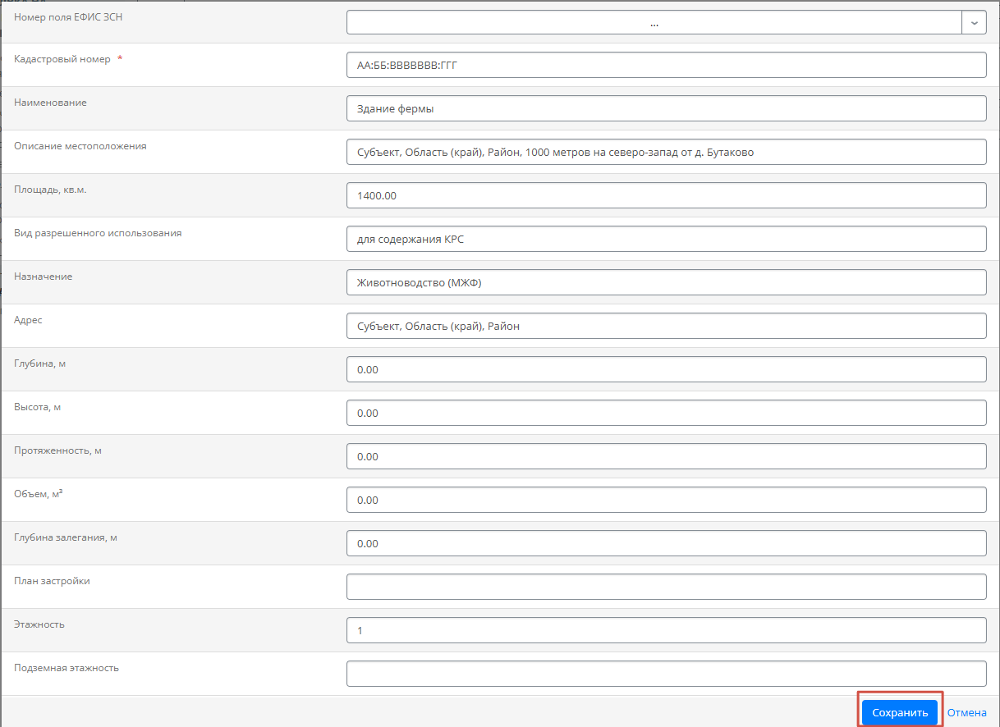 Номер поля ЕФИС ЗСН
...
Кадастровый номер *
АА:ББ:ВВВВВВВ:ГГГ
Наименование
Здание фермы
Описание местоположения
Субъект, Область (край), Район, 1000 метров на северо-запад от д. Бутаково
Площадь, кв.м.
1400.00
Вид разрешенного использования
для содержания КРС
Назначение
Животноводство (МЖФ)
Адрес
Субъект, Область (край), Район
Глубина, м
0.00
Высота, м
0.00
Протяженность, м
0.00
Объем, м³
0.00
Глубина залегания, м
0.00
План застройки
Этажность
1
Подземная этажность
Сохранить Отмена